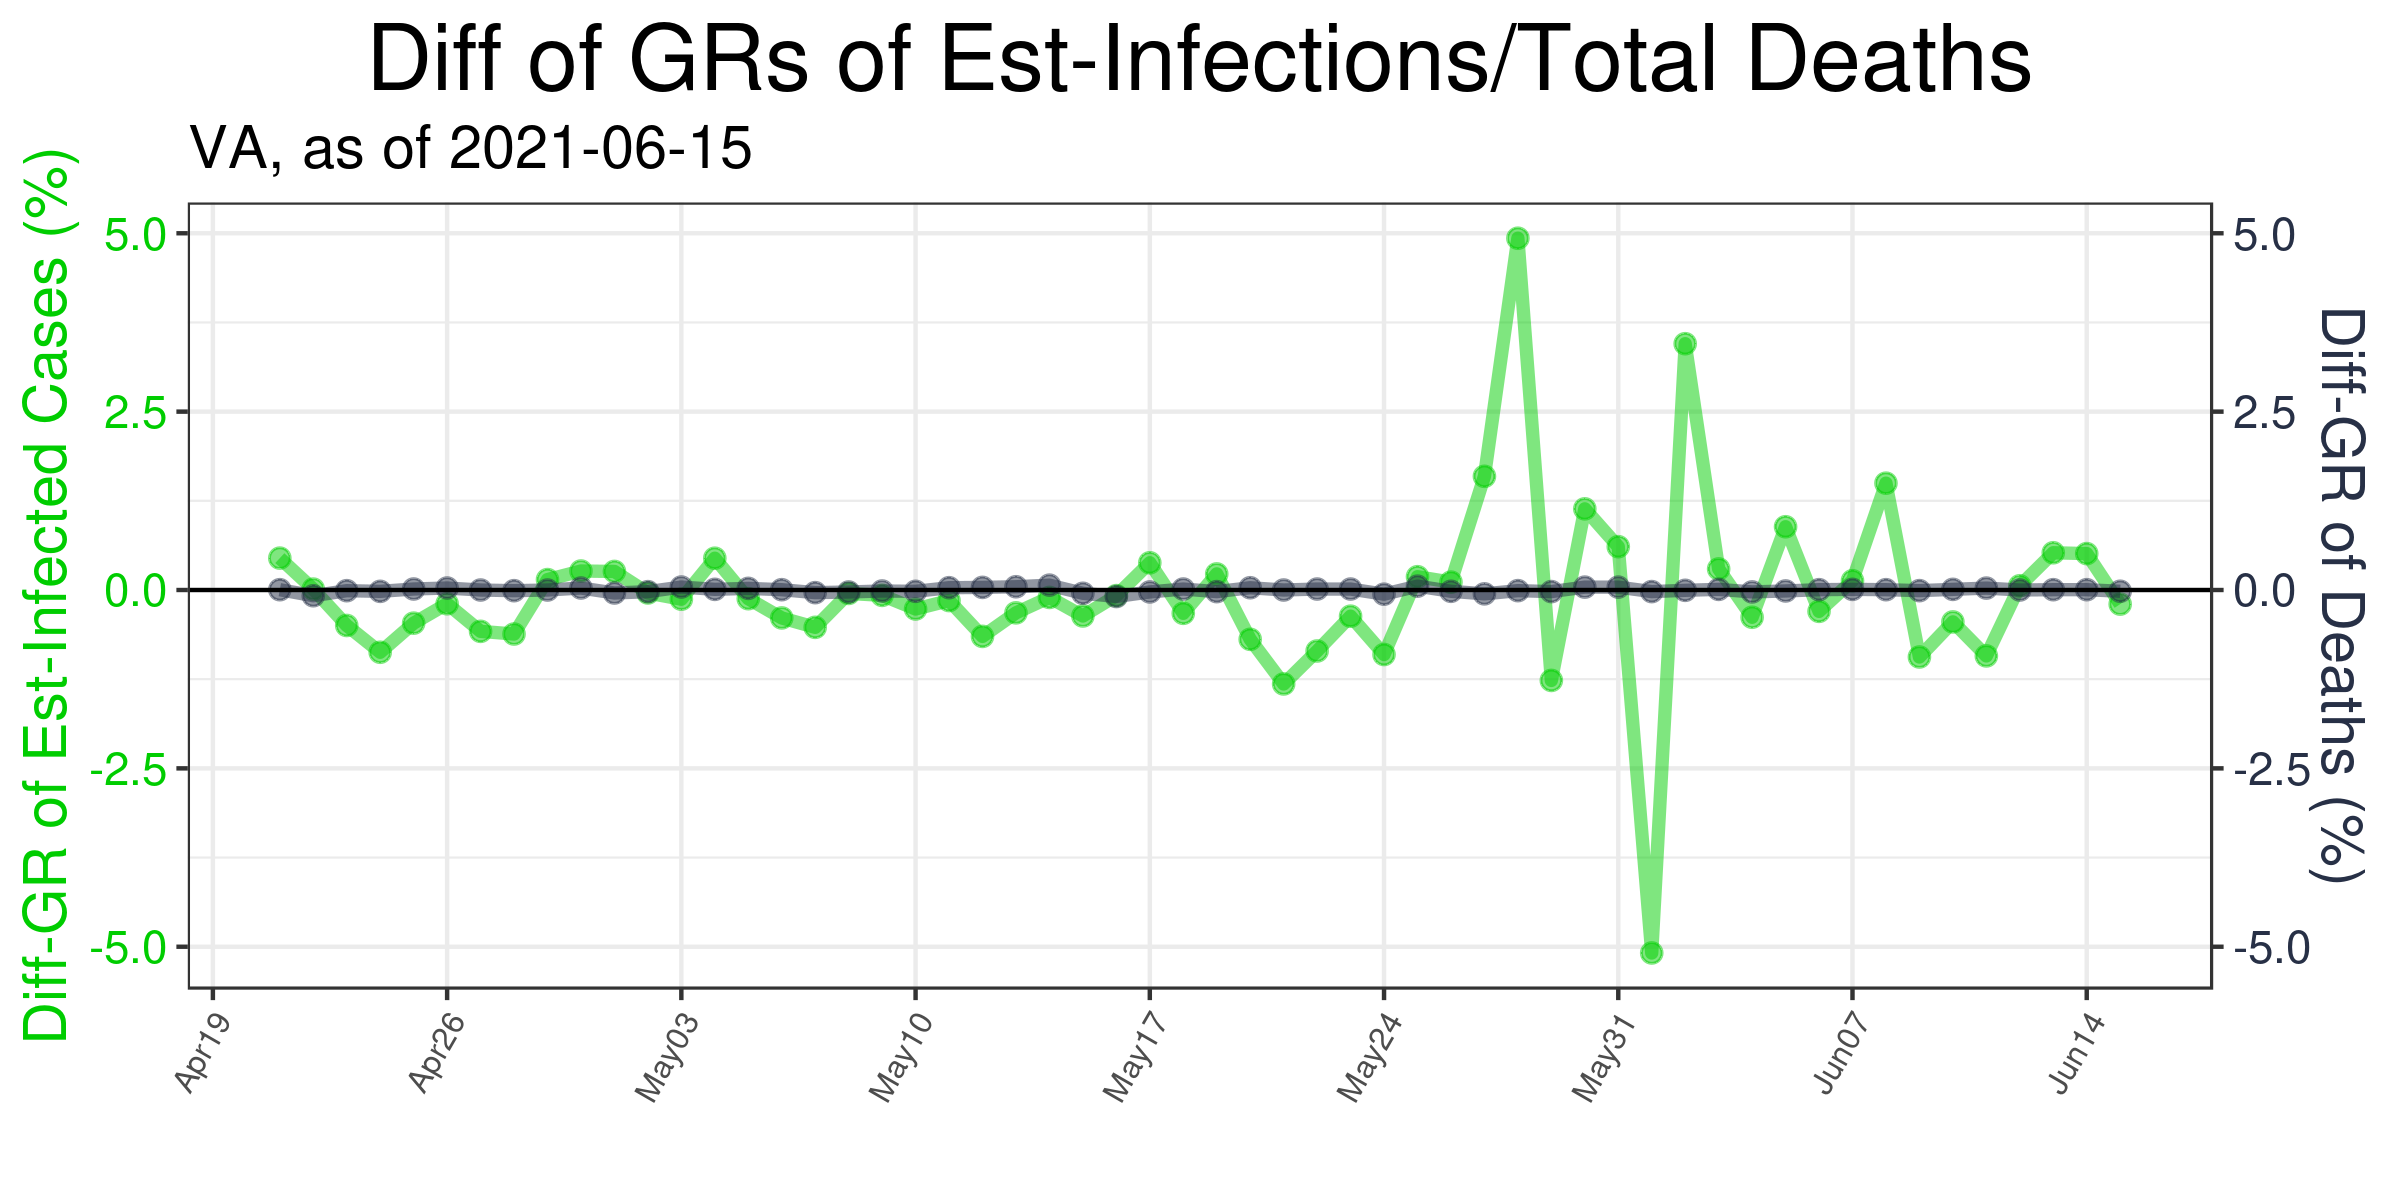 Diff of GRs of Est-Infections/Total Deaths
VA, as of 2021-06-15
Diff-GR of Est-Infected Cases (%)
5.0
2.5
0.0
-2.5
-5.0
5.0
2.5
0.0
-2.5
-5.0
Diff-GR of Deaths (%)
Apr19
Apr26
May03
May10
May17
May24
May31
Jun07
Jun14